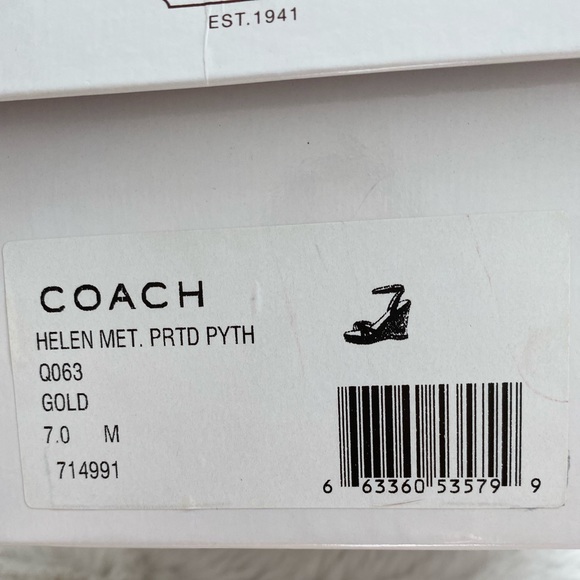 EST.1941
COACH
HELEN MET. PRTD PYTH
Q063
GOLD
7.0 M
714991
6 63360 53579 9